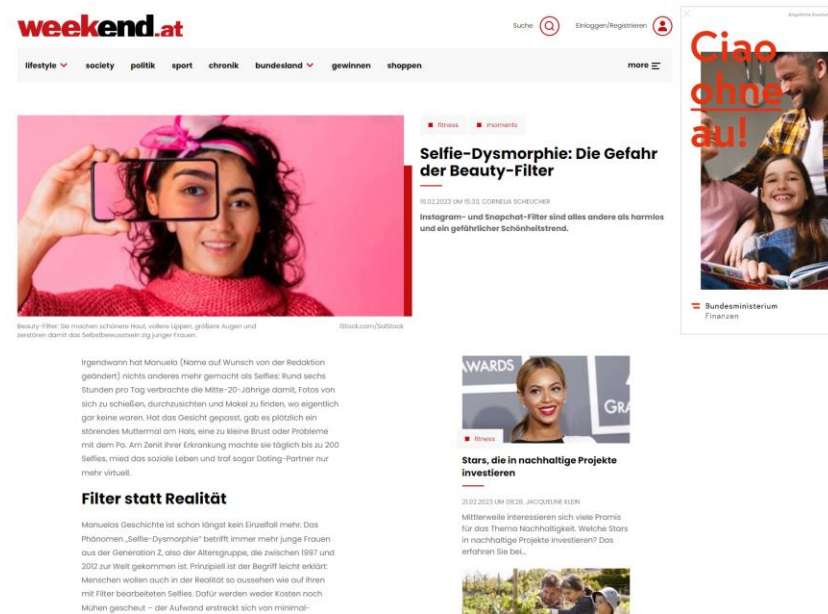 weekend.at
Suche
Einloggen/Registrieren
lifestyle society politik sport chronik bundesland gewinnen shoppen more
fitness moments
Selfie-Dysmorphie: Die Gefahr
der Beauty-Filter
16.02.2023 UM 15:33, CORNELIA SCHEUCHER
Instagram- und Snapchat-Filter sind alles andere als harmlos
und ein gefährlicher Schönheitstrend.
Beauty-Filter: Sie machen schönere Haut, vollere Lippen, größere Augen und
zerstören damit das Selbstbewusstsein zig junger Frauen.
iStock.com/SolStock
Ciao
ohne
au!
Bundesministerium
Finanzen
Irgendwann hat Manuela (Name auf Wunsch von der Redaktion
geändert) nichts anderes mehr gemacht als Selfies: Rund sechs
Stunden pro Tag verbrachte die Mitte-20-Jährige damit, Fotos von
sich zu schießen, durchzusichten und Makel zu finden, wo eigentlich
gar keine waren. Hat das Gesicht gepasst, gab es plötzlich ein
störendes Muttermal am Hals, eine zu kleine Brust oder Probleme
mit dem Po. Am Zenit ihrer Erkrankung machte sie täglich bis zu 200
Selfies, mied das soziale Leben und traf sogar Dating-Partner nur
mehr virtuell.
Filter statt Realität
Manuelas Geschichte ist schon längst kein Einzelfall mehr. Das
Phänomen „Selfie-Dysmorphie" betrifft immer mehr junge Frauen
aus der Generation Z, also der Altersgruppe, die zwischen 1997 und
2012 zur Welt gekommen ist. Prinzipiell ist der Begriff leicht erklärt:
Menschen wollen auch in der Realität so aussehen wie auf ihren
mit Filter bearbeiteten Selfies. Dafür werden weder Kosten noch
Mühen gescheut – der Aufwand erstreckt sich von minimal-
AWARDS
GRA
fitness
Stars, die in nachhaltige Projekte
investieren
21.02.2023 UM 09:28, JACQUELINE KLEIN
Mittlerweile interessieren sich viele Promis
für das Thema Nachhaltigkeit. Welche Stars
in nachhaltige Projekte investieren? Das
erfahren Sie bei...